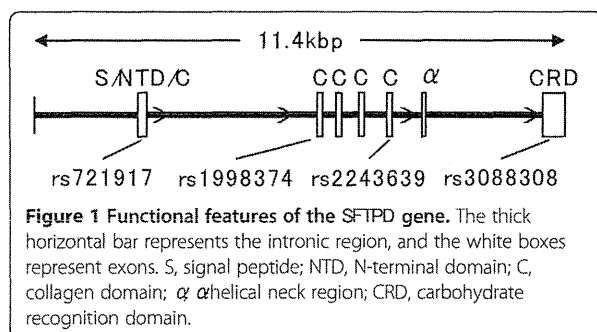 11.4kbp
S/NTD/C C C C C α CRD
rs721917 rs1998374 rs2243639 rs3088308
Figure 1 Functional features of the SFTPD gene. The thick
horizontal bar represents the intronic region, and the white boxes
represent exons. S, signal peptide; NTD, N-terminal domain; C,
collagen domain; α, αhelical neck region; CRD, carbohydrate
recognition domain.